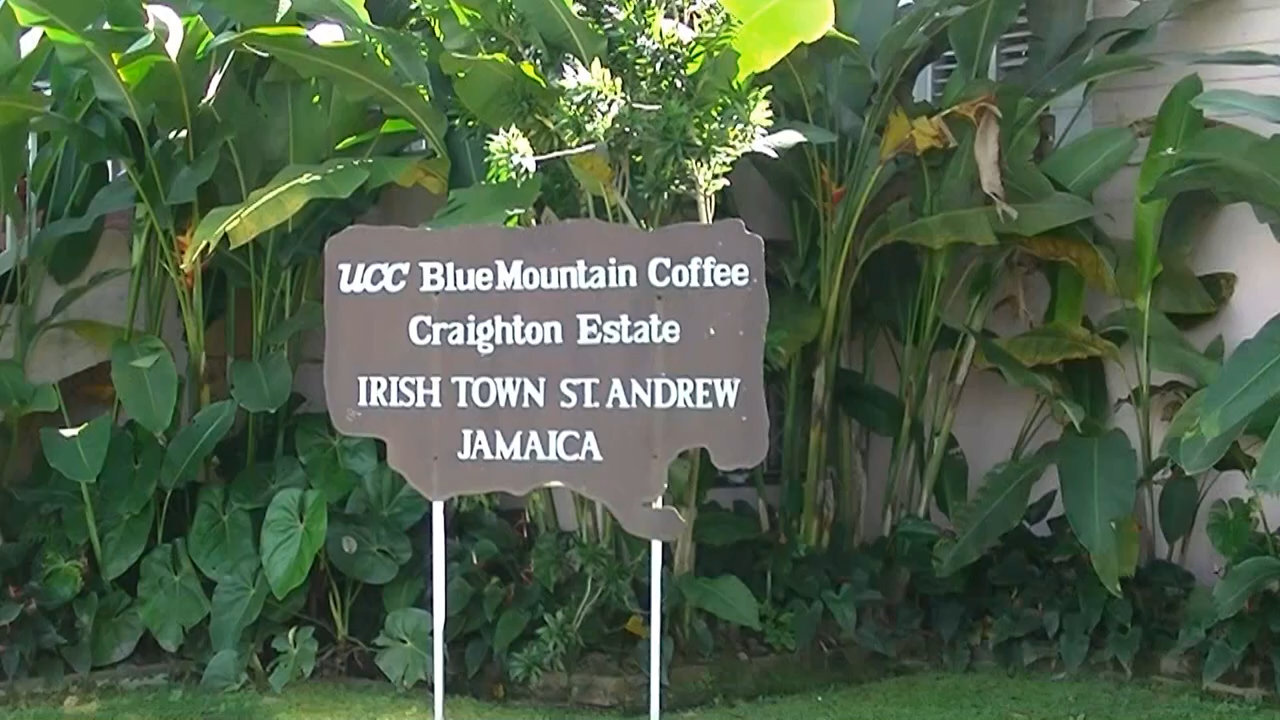 UCC BlueMountain Coffee
Craighton Estate
IRISH TOWN ST. ANDREW
JAMAICA